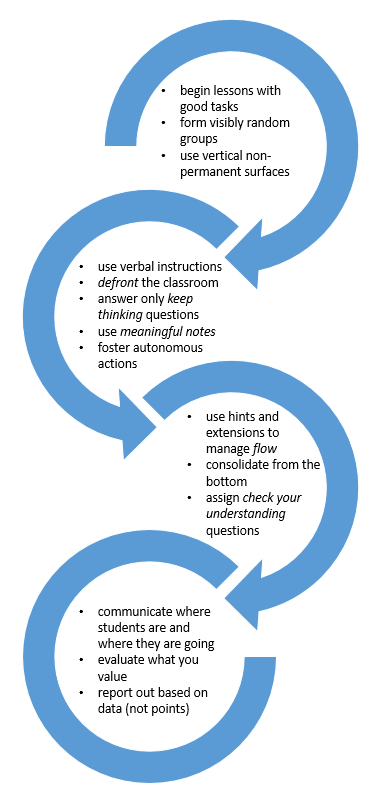 • begin lessons with
good tasks
• form visibly random
groups
• use vertical non-
permanent surfaces
• use verbal instructions
• defront the classroom
• answer only keep
thinking questions
• use meaningful notes
• foster autonomous
actions
• use hints and
extensions to
manage flow
• consolidate from the
bottom
• assign check your
understanding
questions
• communicate where
students are and
where they are going
• evaluate what you
value
• report out based on
data (not points)